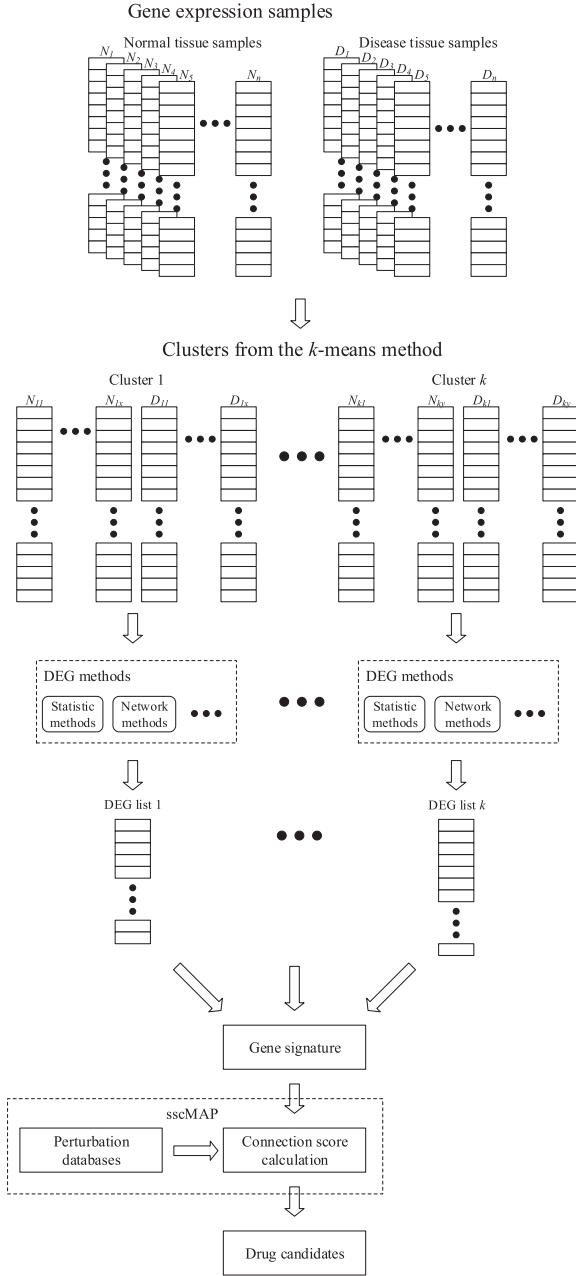 Gene expression samples
Normal tissue samples
Disease tissue samples
N1 N2 N3 N4 N5 Nn
D1 D2 D3 D4 D5 Dn
Clusters from the k-means method
Cluster 1
Cluster k
N11 N1x D11 D1x
Nk1 Nky Dk1 Dky
DEG methods
Statistic
methods
Network
methods
DEG methods
Statistic
methods
Network
methods
DEG list 1
DEG list k
Gene signature
sscMAP
Perturbation
databases
Connection score
calculation
Drug candidates